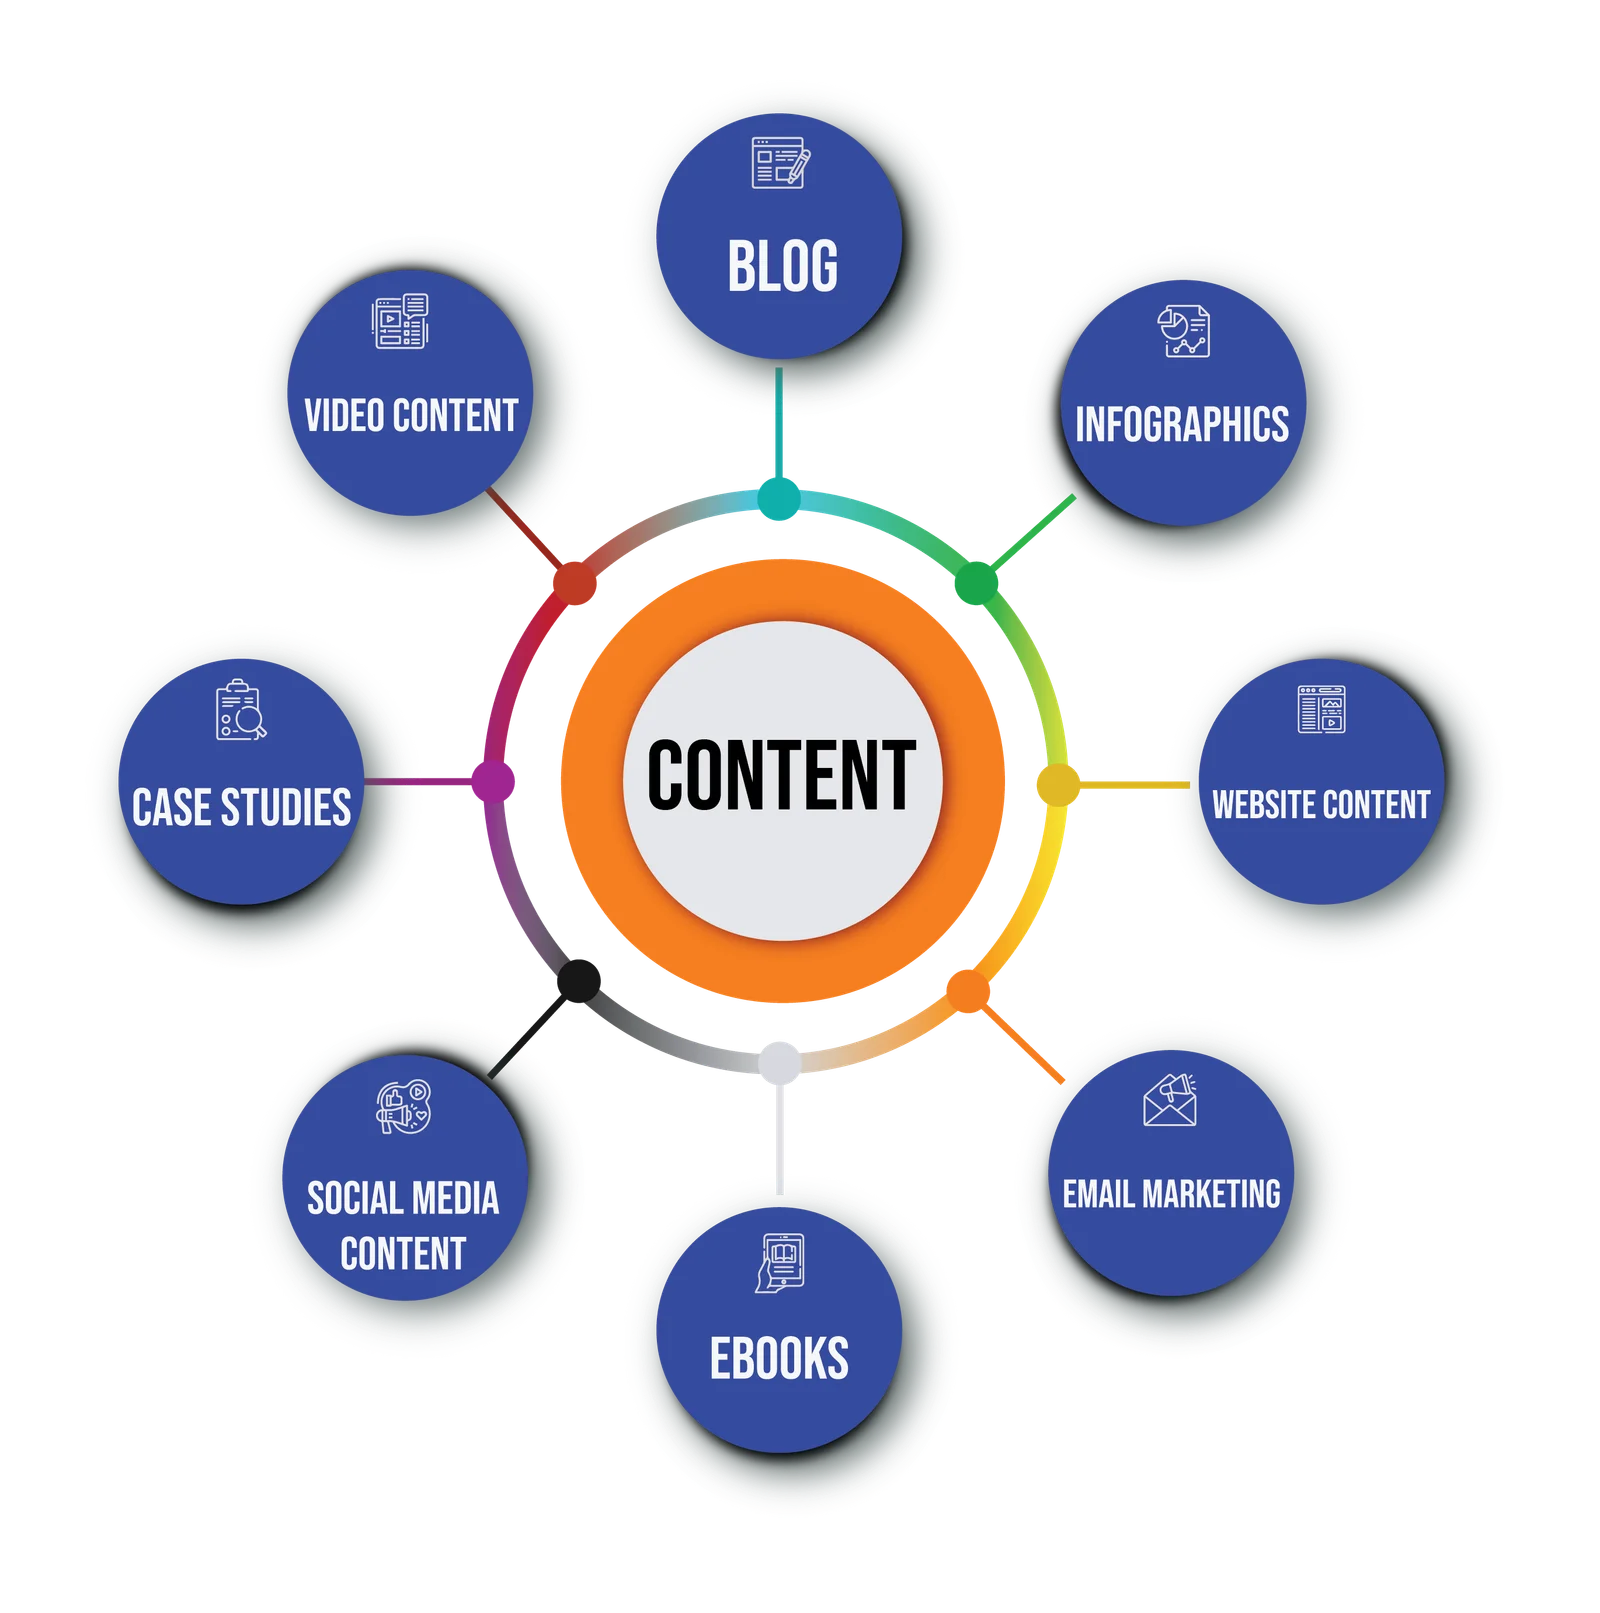 BLOG
INFOGRAPHICS
WEBSITE CONTENT
EMAIL MARKETING
EBOOKS
SOCIAL MEDIA
CONTENT
CASE STUDIES
VIDEO CONTENT
CONTENT